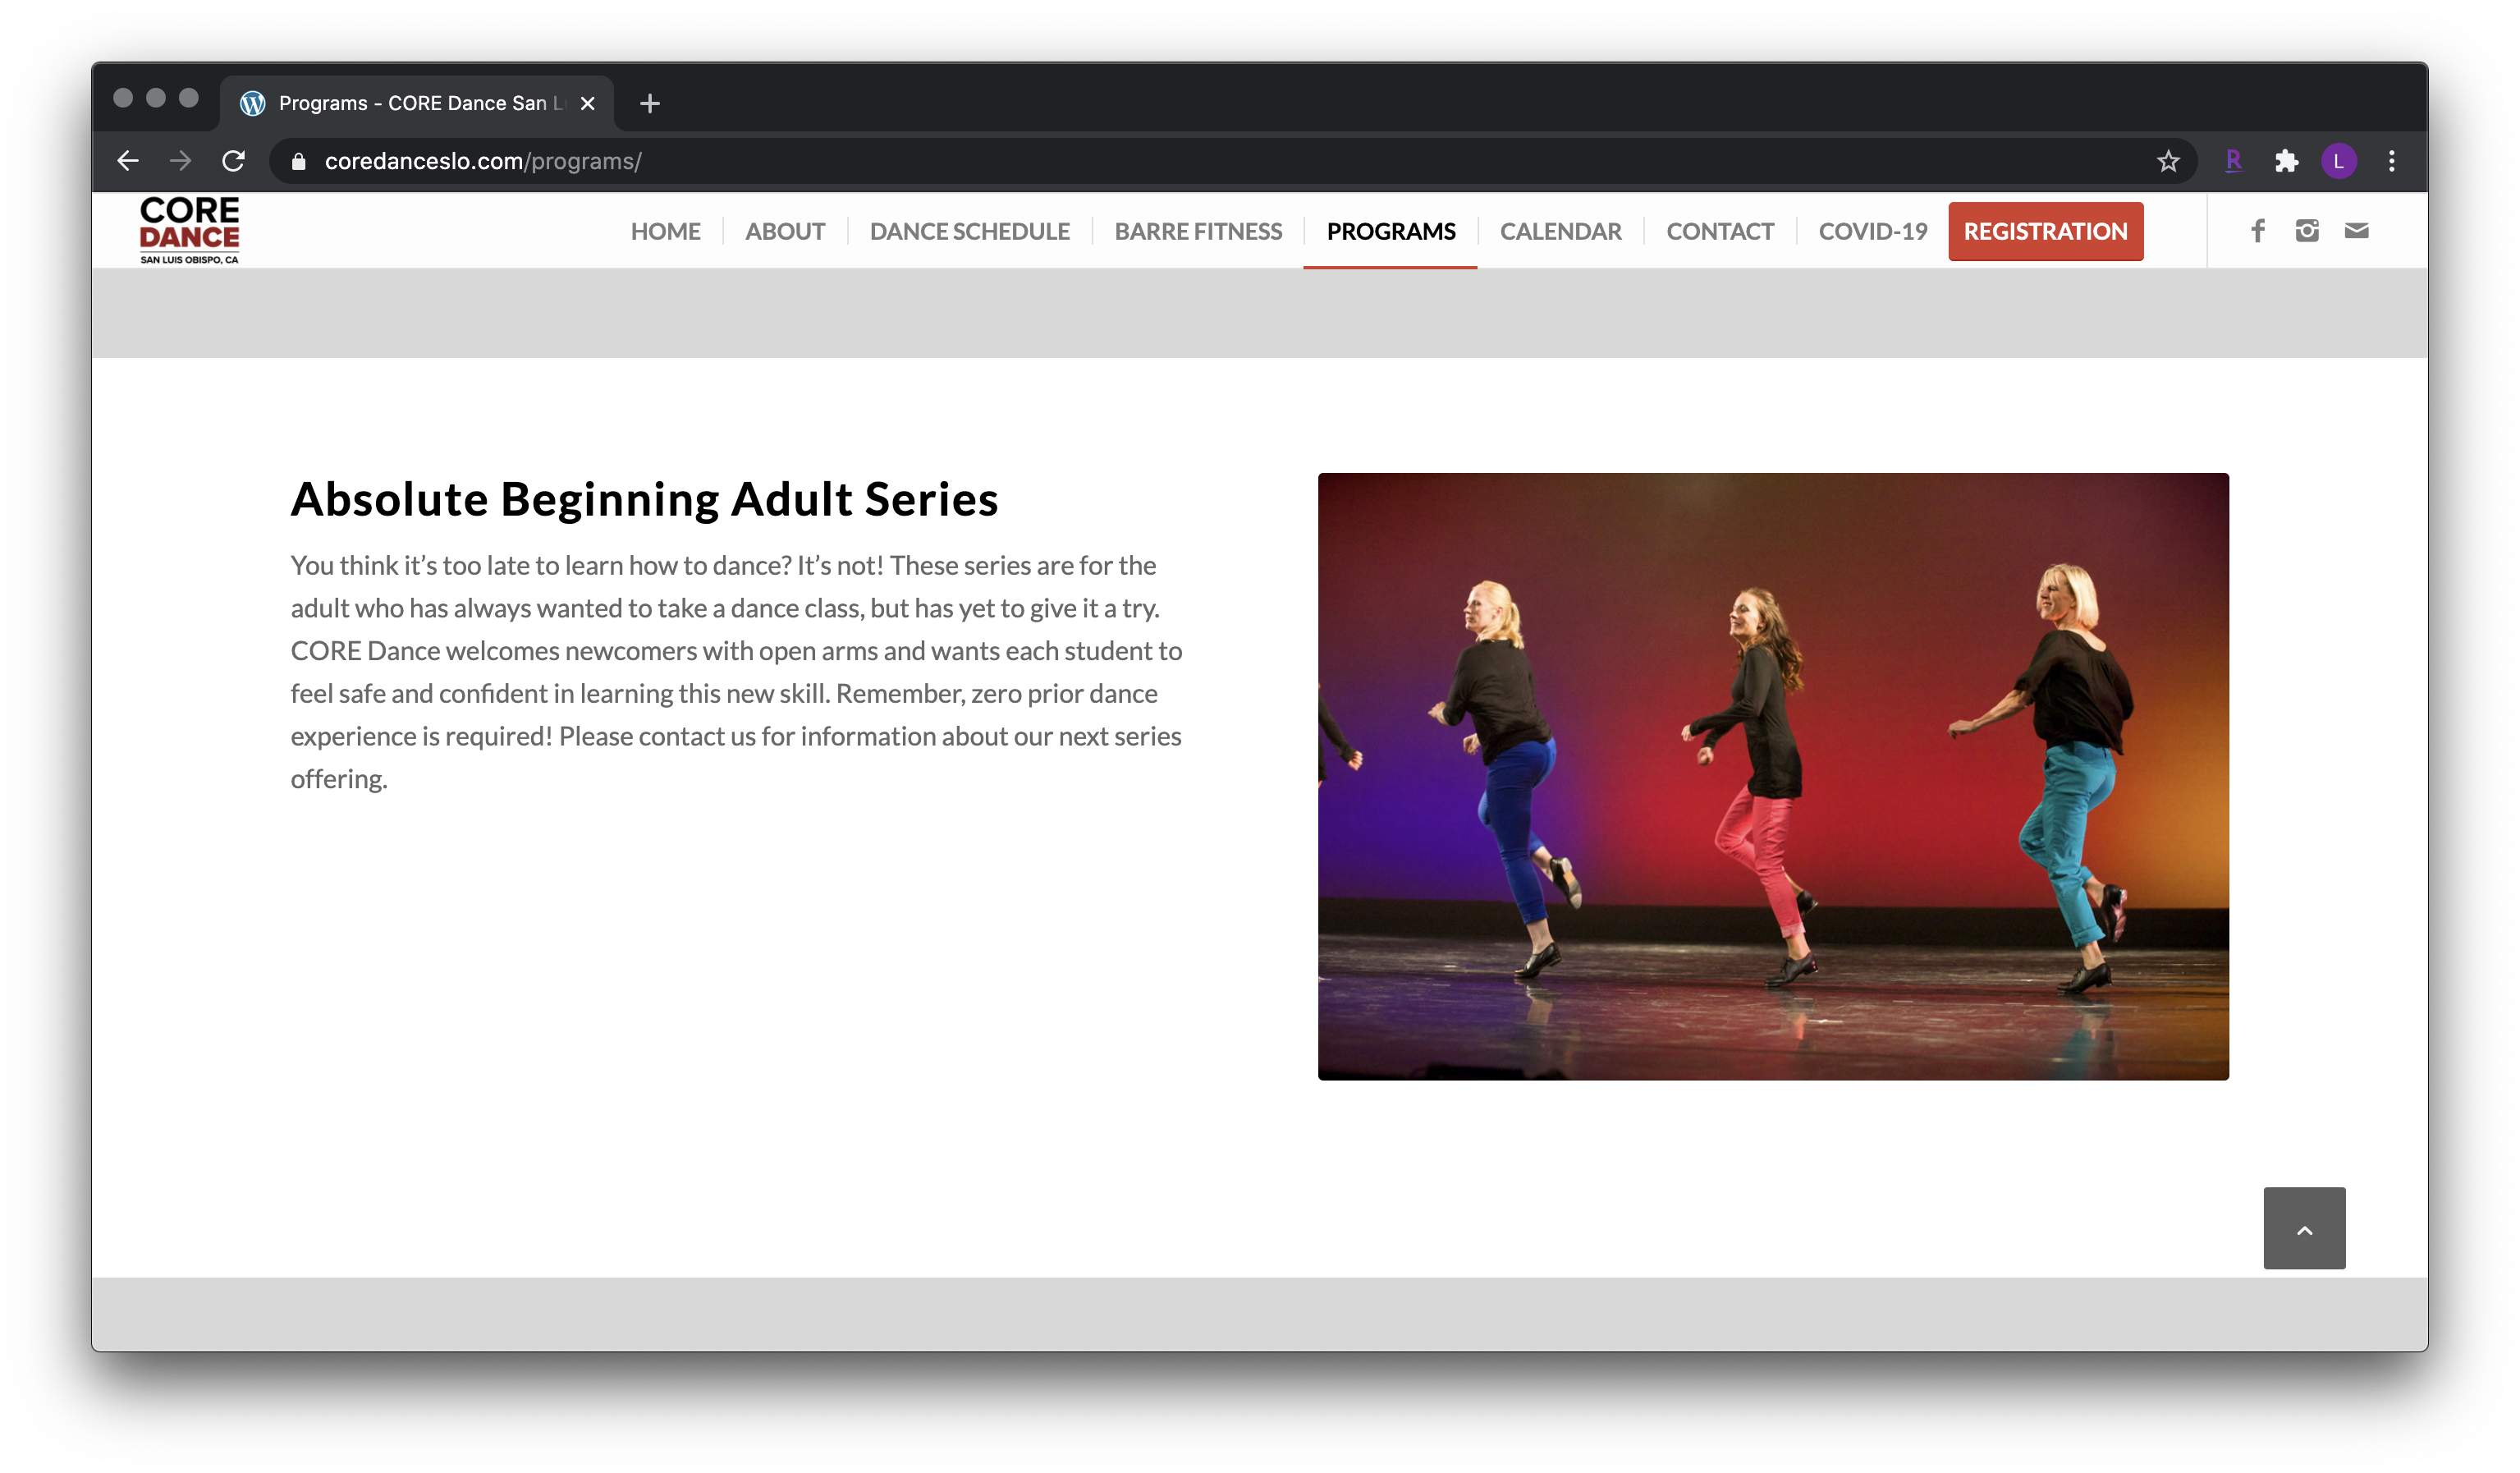 Programs - CORE Dance San L
coredanceslo.com/programs/
R
L
CORE
DANCE
SAN LUIS OBISPO, CA
HOME
ABOUT
DANCE SCHEDULE
BARRE FITNESS
PROGRAMS
CALENDAR
CONTACT
COVID-19
REGISTRATION
Absolute Beginning Adult Series
You think it’s too late to learn how to dance? It’s not! These series are for the
adult who has always wanted to take a dance class, but has yet to give it a try.
CORE Dance welcomes newcomers with open arms and wants each student to
feel safe and confident in learning this new skill. Remember, zero prior dance
experience is required! Please contact us for information about our next series
offering.